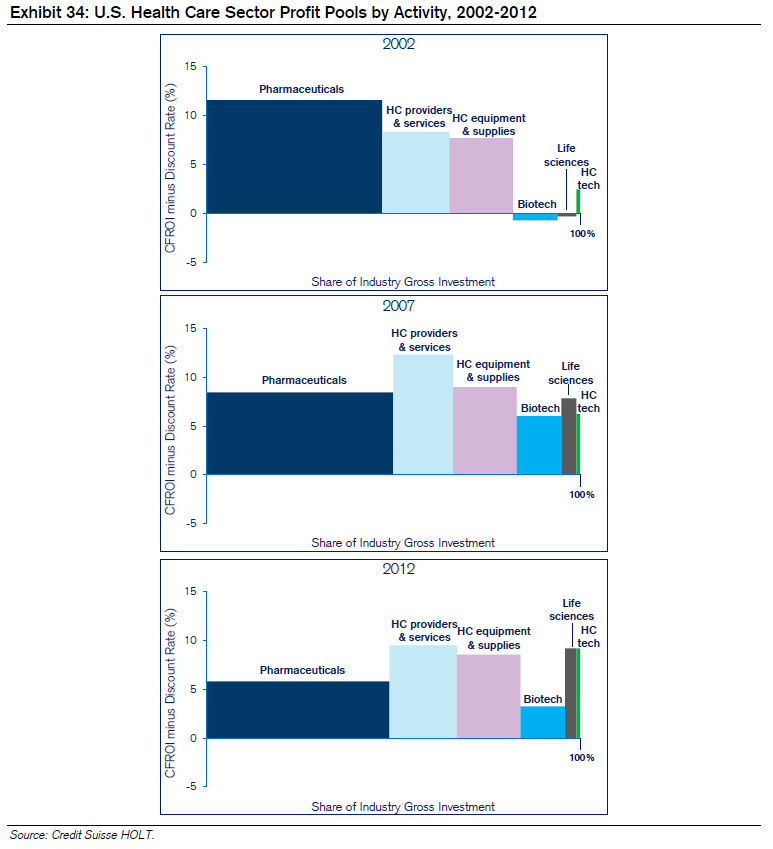 Exhibit 34: U.S. Health Care Sector Profit Pools by Activity, 2002-2012
2002
CFROI minus Discount Rate (%)
15
10
5
0
-5
Pharmaceuticals
HC providers
& services
HC equipment
& supplies
Biotech
Life
sciences
HC
tech
100%
Share of Industry Gross Investment
2007
CFROI minus Discount Rate (%)
15
10
5
0
-5
Pharmaceuticals
HC providers
& services
HC equipment
& supplies
Biotech
Life
sciences
HC
tech
100%
Share of Industry Gross Investment
2012
CFROI minus Discount Rate (%)
15
10
5
0
-5
Pharmaceuticals
HC providers
& services
HC equipment
& supplies
Biotech
Life
sciences
HC
tech
100%
Share of Industry Gross Investment
Source: Credit Suisse HOLT.